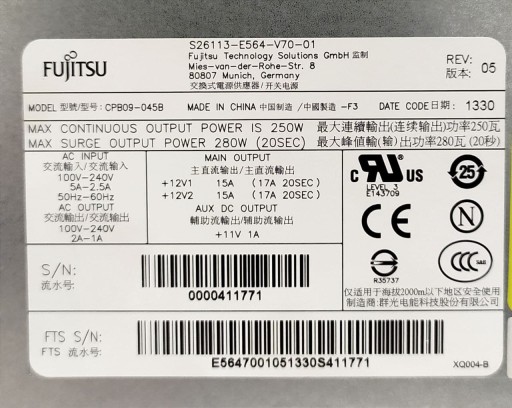 FUJITSU
S26113-E564-V70-01
Fujitsu Technology Solutions GmbH 监制
Mies-van-der-Rohe-Str. 8
80807 Munich, Germany
交換式電源供應器/开关电源
REV:
版本: 05
MODEL 型號/型号: CPB09-045B MADE IN CHINA 中国制造 /中國製造 -F3 DATE CODE 日期: 1330
MAX CONTINUOUS OUTPUT POWER IS 250W 最大連續輸出(连续输出)功率250瓦
MAX SURGE OUTPUT POWER 280W (20SEC) 最大峰值輸(输)出功率280瓦(20秒)
AC INPUT
交流輸入/交流输入
100V-240V
5A-2.5A
50Hz-60Hz
AC OUTPUT
交流輸出/交流输出
100V-240V
2A-1A
MAIN OUTPUT
主直流輸出/主直流输出
+12V1 15A (17A 20SEC)
+12V2 15A (17A 20SEC)
AUX DC OUTPUT
輔助流輸出/辅助流输出
+11V 1A
C RU US
LEVEL 3
E143709
25
CE
N
R35737
CCC
仅适用于海拔2000m以下地区安全使用
制造商: 群光电能科技股份有限公司
S/N:
流水号:
0000411771
FTS S/N:
FTS 流水号:
E5647001051330S411771
XQ004-B